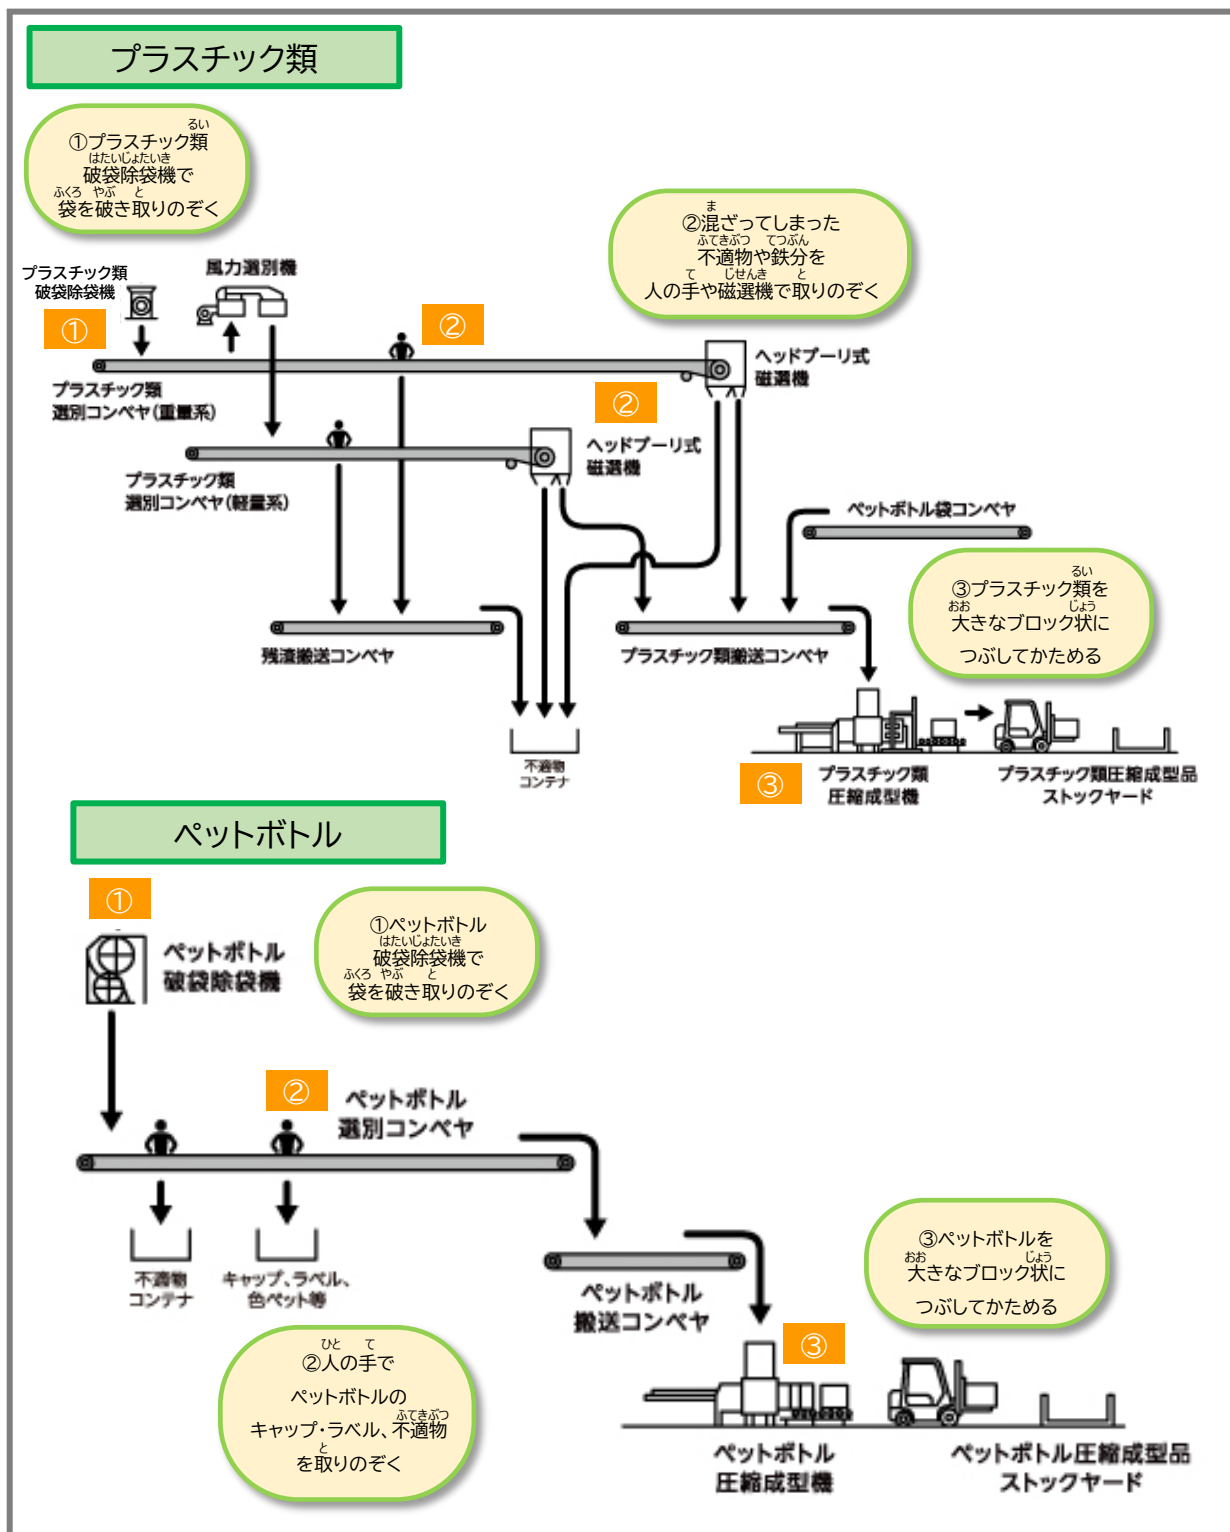 プラスチック類
るい
①プラスチック類
はたいじょたいき
破袋除袋機で
ふくろ やぶ と
袋を破き取りのぞく
ま
②混ざってしまった
ふてきぶつ てつぶん
不適物や鉄分を
て じせんき と
人の手や磁選機で取りのぞく
プラスチック類
破袋除袋機
風力選別機
①
②
ヘッドプーリ式
磁選機
プラスチック類
選別コンベヤ(重量系)
②
ヘッドプーリ式
磁選機
プラスチック類
選別コンベヤ(軽量系)
ペットボトル袋コンベヤ
るい
③プラスチック類を
おお じょう
大きなブロック状に
つぶしてかためる
残渣搬送コンベヤ
プラスチック類搬送コンベヤ
不適物
コンテナ
③
プラスチック類
圧縮成型機
プラスチック類圧縮成型品
ストックヤード
ペットボトル
①
ペットボトル
破袋除袋機
①ペットボトル
はたいじょたいき
破袋除袋機で
ふくろ やぶ と
袋を破き取りのぞく
②
ペットボトル
選別コンベヤ
不適物
コンテナ
キャップ、ラベル、
色ペット等
ペットボトル
搬送コンベヤ
③ペットボトルを
おお じょう
大きなブロック状に
つぶしてかためる
ひと て
②人の手で
ペットボトルの
ふてきぶつ
キャップ・ラベル、不適物
と
を取りのぞく
③
ペットボトル
圧縮成型機
ペットボトル圧縮成型品
ストックヤード